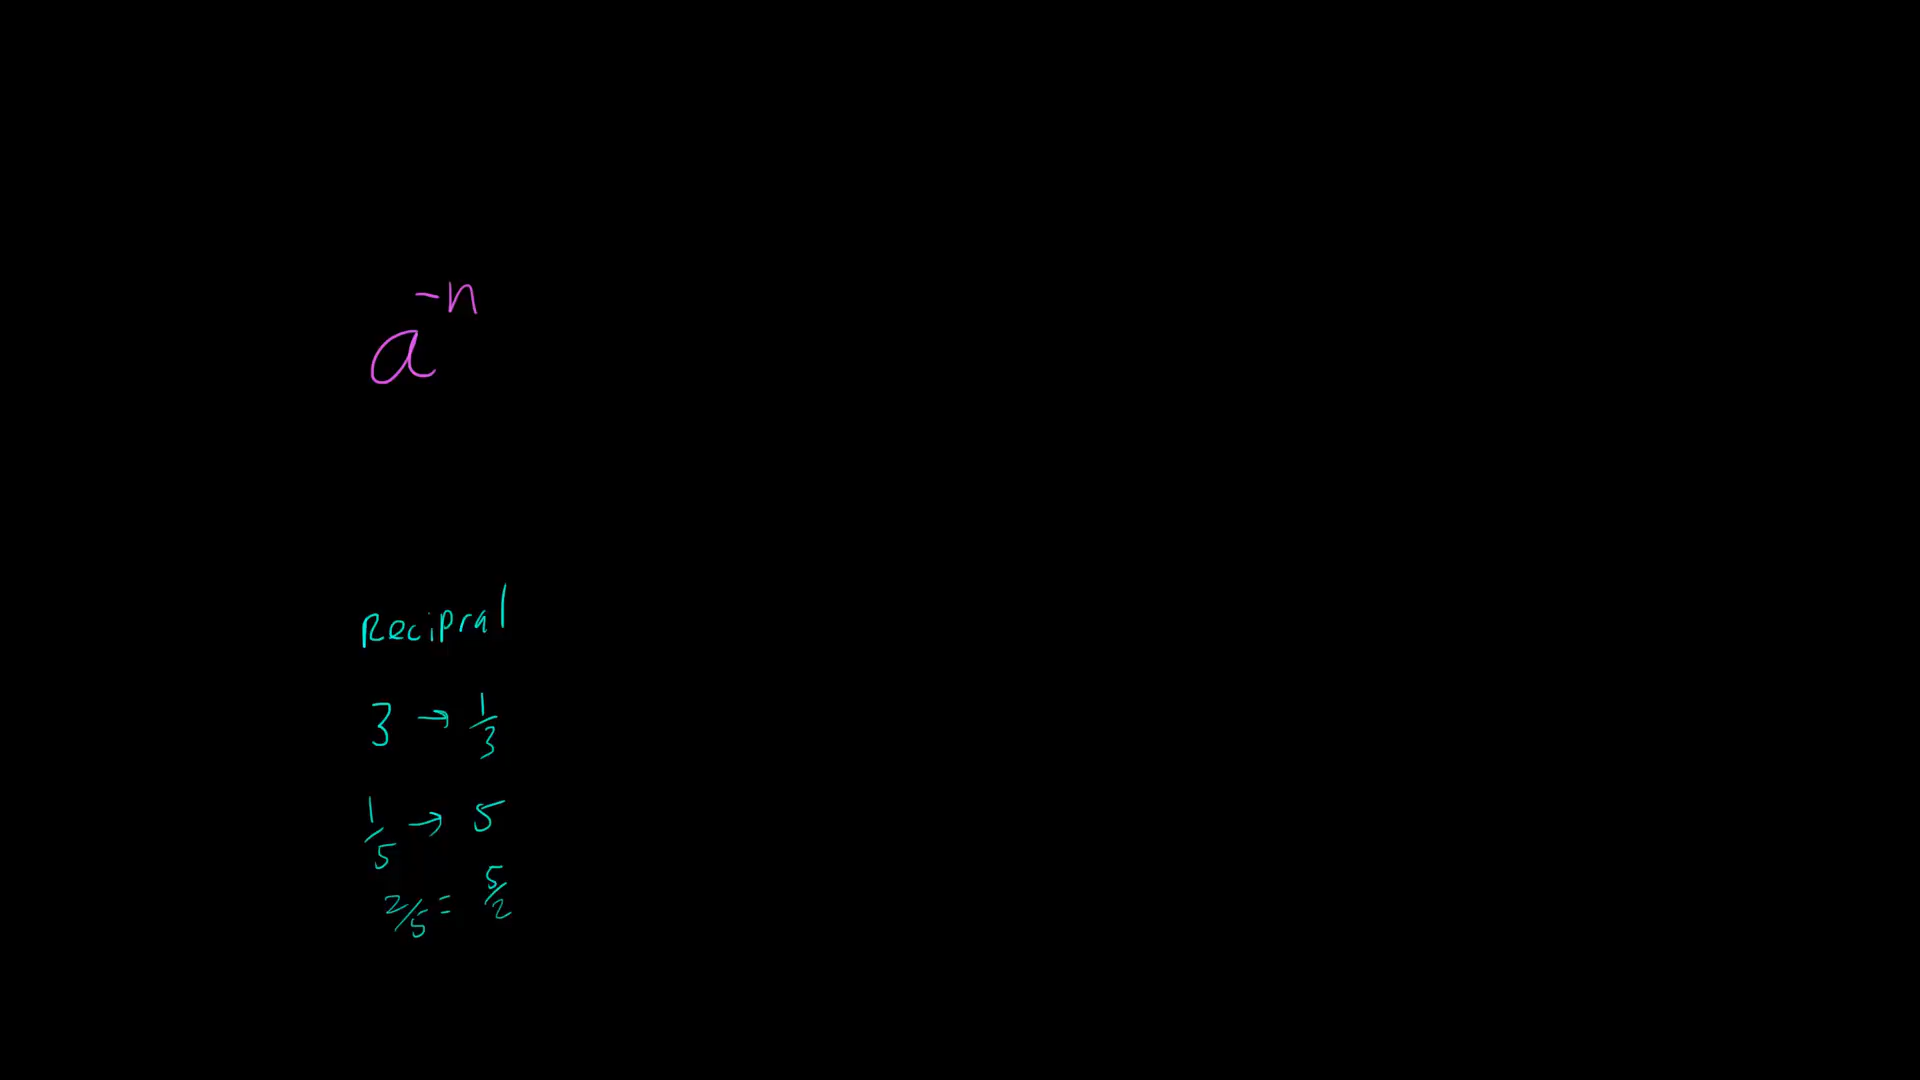 a^{-n}
Recipral
3 → 1/3
1/5 → 5
2/5 = 5/2